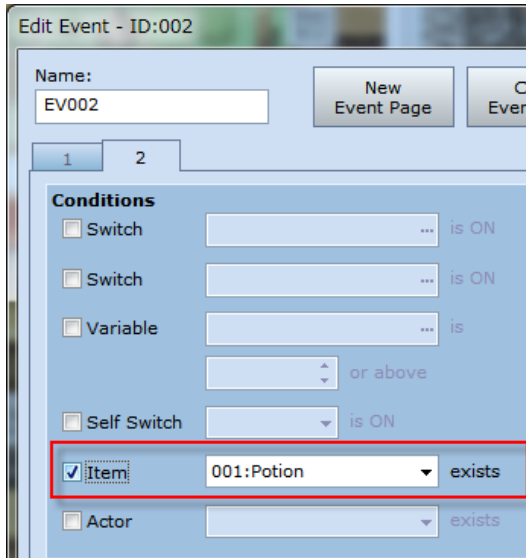 Edit Event - ID:002
Name:
EV002
New
Event Page
1
2
Conditions
Switch ... is ON
Switch ... is ON
Variable ... is
or above
Self Switch is ON
Item 001:Potion exists
Actor exists